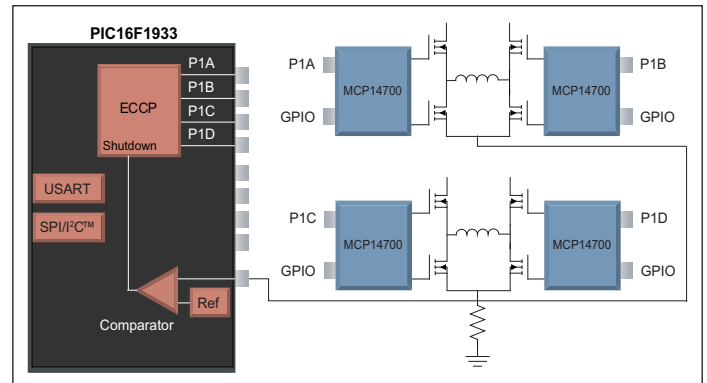 PIC16F1933
P1A
P1B
P1C
P1D
ECCP
Shutdown
USART
SPI/I²C™
Ref
Comparator
P1A
MCP14700
MCP14700
P1B
GPIO
GPIO
P1C
MCP14700
MCP14700
P1D
GPIO
GPIO